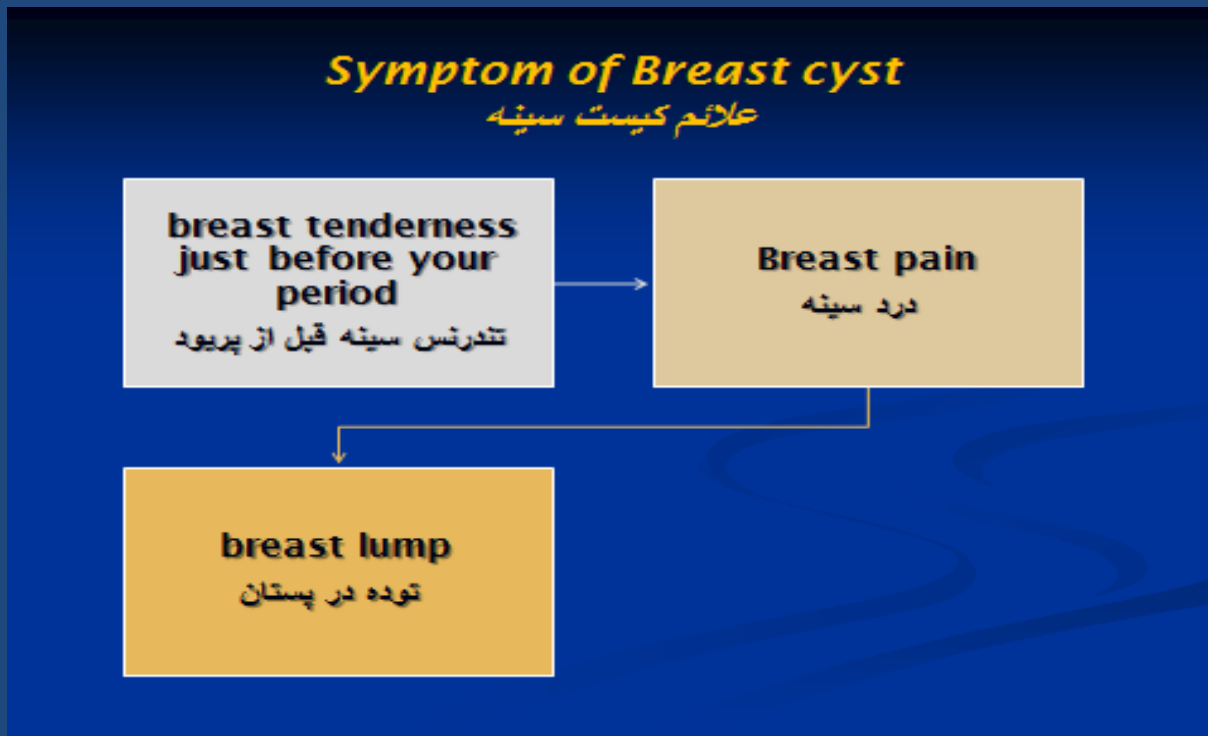 Symptom of Breast cyst
علائم کیست سینه
breast tenderness
just before your
period
تندرنس سینه قبل از پریود
Breast pain
درد سینه
breast lump
توده در پستان